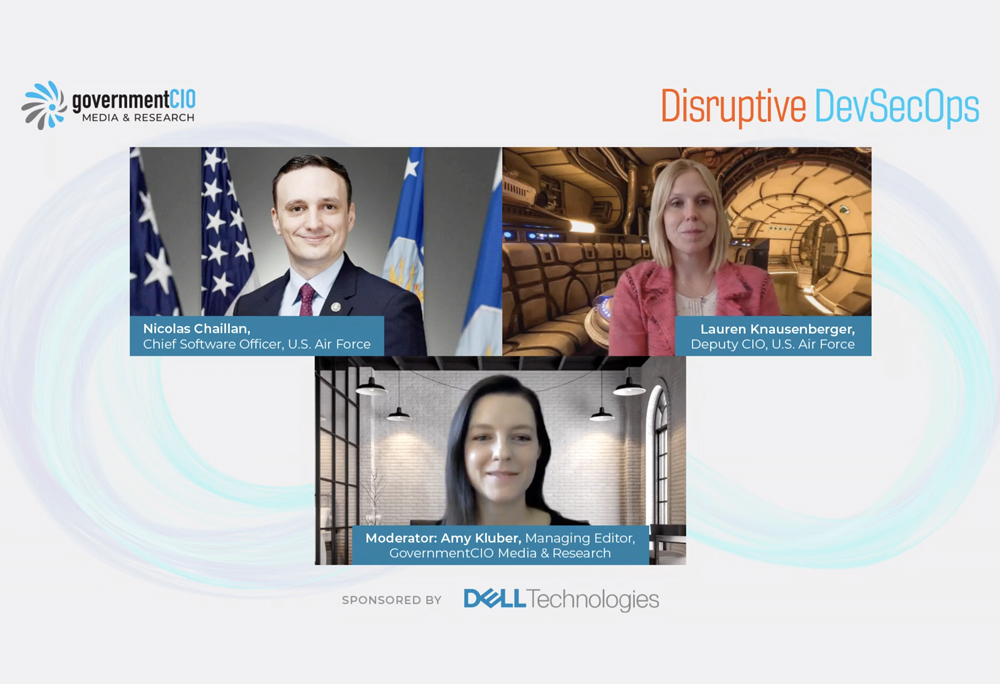 governmentCIO
MEDIA & RESEARCH
Disruptive DevSecOps
Nicolas Chaillan,
Chief Software Officer, U.S. Air Force
Lauren Knausenberger,
Deputy CIO, U.S. Air Force
Moderator: Amy Kluber, Managing Editor,
GovernmentCIO Media & Research
SPONSORED BY DELL Technologies